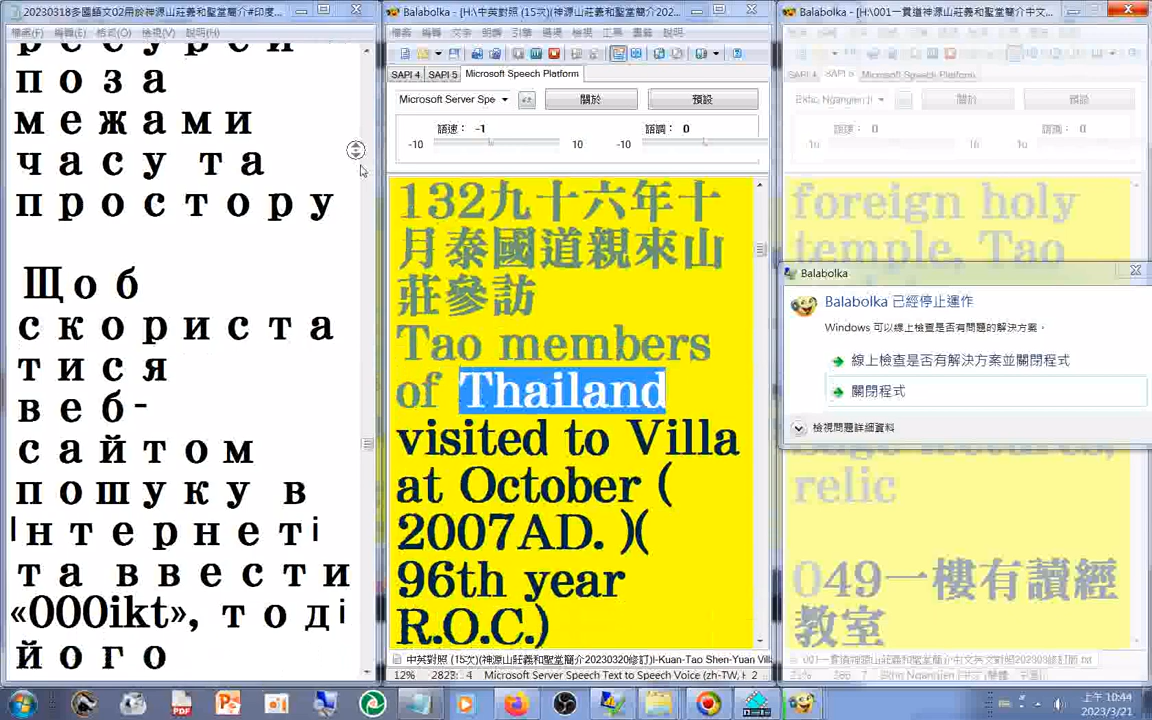 20230318多國語文02用於神源山莊義和聖堂簡介#印度...
檔案(F) 編輯(E) 格式(O) 檢視(V) 說明(H)
ресурси
поза
межами
часу та
простору
Щоб
скориста
тися
веб-
сайтом
пошуку в
Інтернеті
та ввести
«000ikt», тоді
його
Balabolka - [H:\中英對照 (15次)(神源山莊義和聖堂簡介202...
檔案 編輯 文字 朗讀 引擎 選項 檢視 工具 書籤 說明
SAPI 4 SAPI 5 Microsoft Speech Platform
Microsoft Server Spe 關於 預設
語速： -1 語調： 0
-10 10 -10
132九十六年十
月泰國道親來山
莊參訪
Tao members
of Thailand
visited to Villa
at October (
2007AD. )(
96th year
R.O.C.)
中英對照 (15次)(神源山莊義和聖堂簡介20230320修訂)I-Kuan-Tao Shen-Yuan Vill
12% 282 : 4 Microsoft Server Speech Text to Speech Voice (zh-TW,
Balabolka - [H:\001一貫道神源山莊義和聖堂簡介中文...
SAPI 4 Microsoft Speech Platform
關於 預設
語速： 0 語調： 0
foreign holy
temple, Tao
Balabolka
Balabolka 已經停止運作
Windows 可以線上檢查是否有問題的解決方案。
線上檢查是否有解決方案並關閉程式
關閉程式
檢視問題詳細資料
relic
049一樓有讀經
教室
上午 10:44
2023/3/21